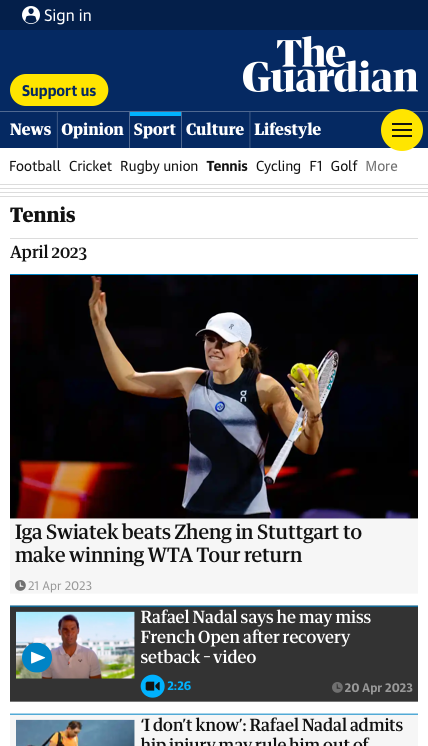 Sign in
The
Guardian
Support us
News Opinion Sport Culture Lifestyle
Football Cricket Rugby union Tennis Cycling F1 Golf More
Tennis
April 2023
Iga Swiatek beats Zheng in Stuttgart to
make winning WTA Tour return
21 Apr 2023
Rafael Nadal says he may miss
French Open after recovery
setback – video
2:26
20 Apr 2023
‘I don’t know’: Rafael Nadal admits
hip injury may rule him out of